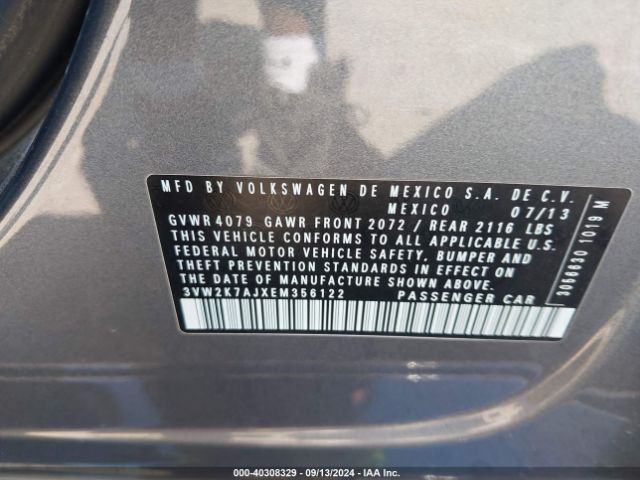 MFD BY VOLKSWAGEN DE MEXICO S.A. DE C.V.
MEXICO 07/13
GVWR 4079 GAWR FRONT 2072 / REAR 2116 LBS
THIS VEHICLE CONFORMS TO ALL APPLICABLE U.S.
FEDERAL MOTOR VEHICLE SAFETY, BUMPER AND
THEFT PREVENTION STANDARDS IN EFFECT ON
THE DATE OF MANUFACTURE SHOWN ABOVE.
3VW2K7AJXEM356122 PASSENGER CAR
3056630 1019 M
000-40308329 - 09/13/2024 - IAA Inc.